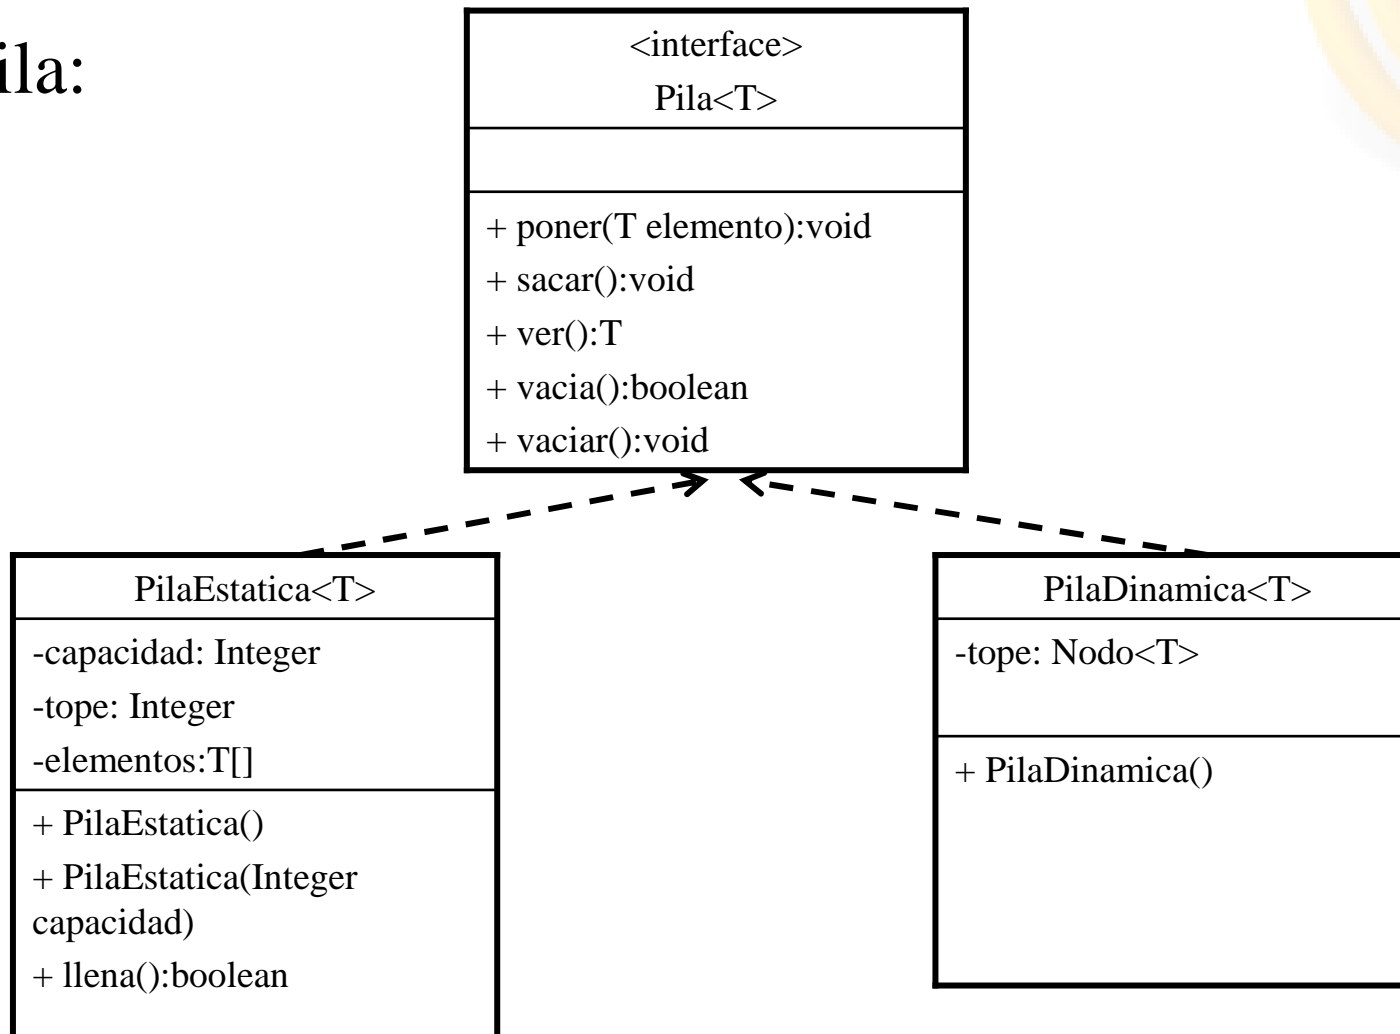 ila:
<interface>
Pila<T>
+ poner(T elemento):void
+ sacar():void
+ ver():T
+ vacia():boolean
+ vaciar():void
PilaEstatica<T>
-capacidad: Integer
-tope: Integer
-elementos:T[]
+ PilaEstatica()
+ PilaEstatica(Integer
capacidad)
+ llena():boolean
PilaDinamica<T>
-tope: Nodo<T>
+ PilaDinamica()